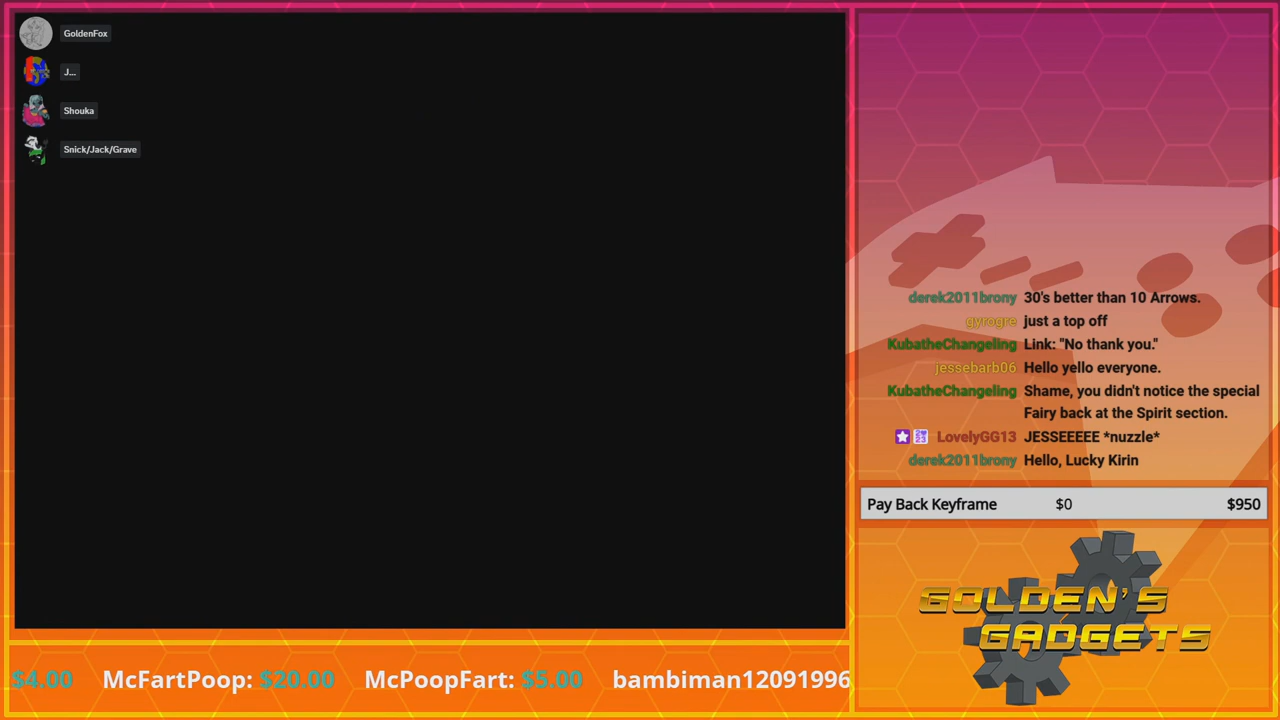 GoldenFox
J...
Shouka
Snick/Jack/Grave
derek2011brony 30's better than 10 Arrows.
gyrogre just a top off
KubatheChangeling Link: "No thank you."
jessebarb06 Hello yello everyone.
KubatheChangeling Shame, you didn't notice the special
Fairy back at the Spirit section.
LovelyGG13 JESSEEEEE *nuzzle*
derek2011brony Hello, Lucky Kirin
Pay Back Keyframe $0 $950
GOLDEN'S
GADGETS
$4.00 McFartPoop: $20.00 McPoopFart: $5.00 bambiman12091996